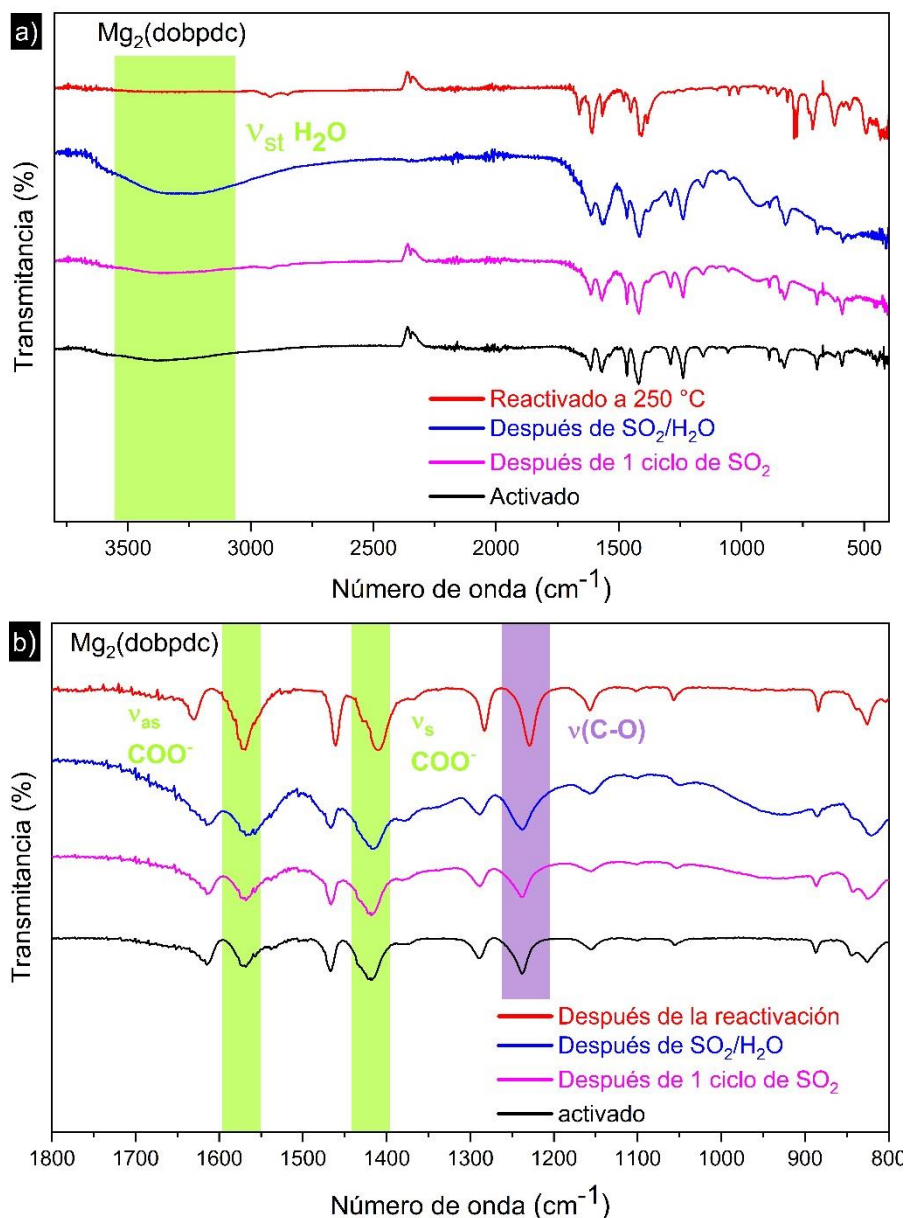 a)
Mg₂(dobpdc)
ν_st H₂O
Reactivado a 250 °C
Después de SO₂/H₂O
Después de 1 ciclo de SO₂
Activado
Transmitancia (%)
3500 3000 2500 2000 1500 1000 500
Número de onda (cm⁻¹)
b)
Mg₂(dobpdc)
ν_as
COO⁻
ν_s
COO⁻
ν(C-O)
Después de la reactivación
Después de SO₂/H₂O
Después de 1 ciclo de SO₂
activado
Transmitancia (%)
1800 1700 1600 1500 1400 1300 1200 1100 1000 900 800
Número de onda (cm⁻¹)